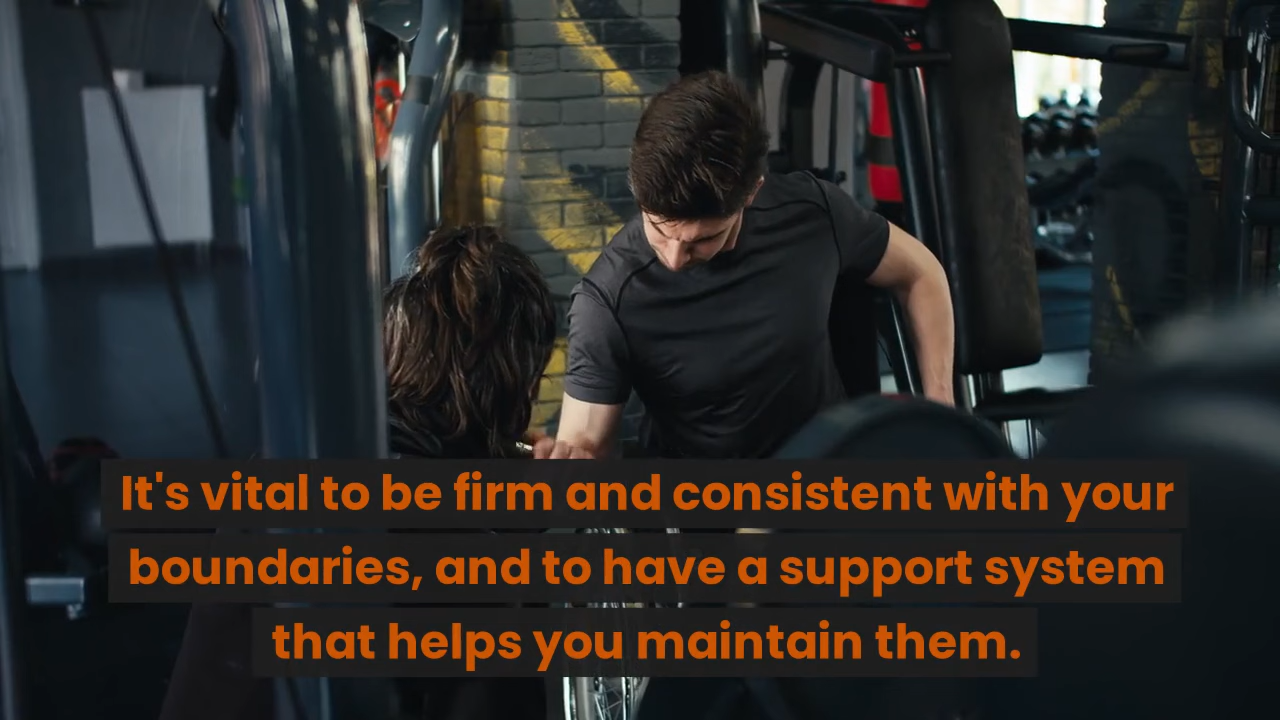 It's vital to be firm and consistent with your
boundaries, and to have a support system
that helps you maintain them.